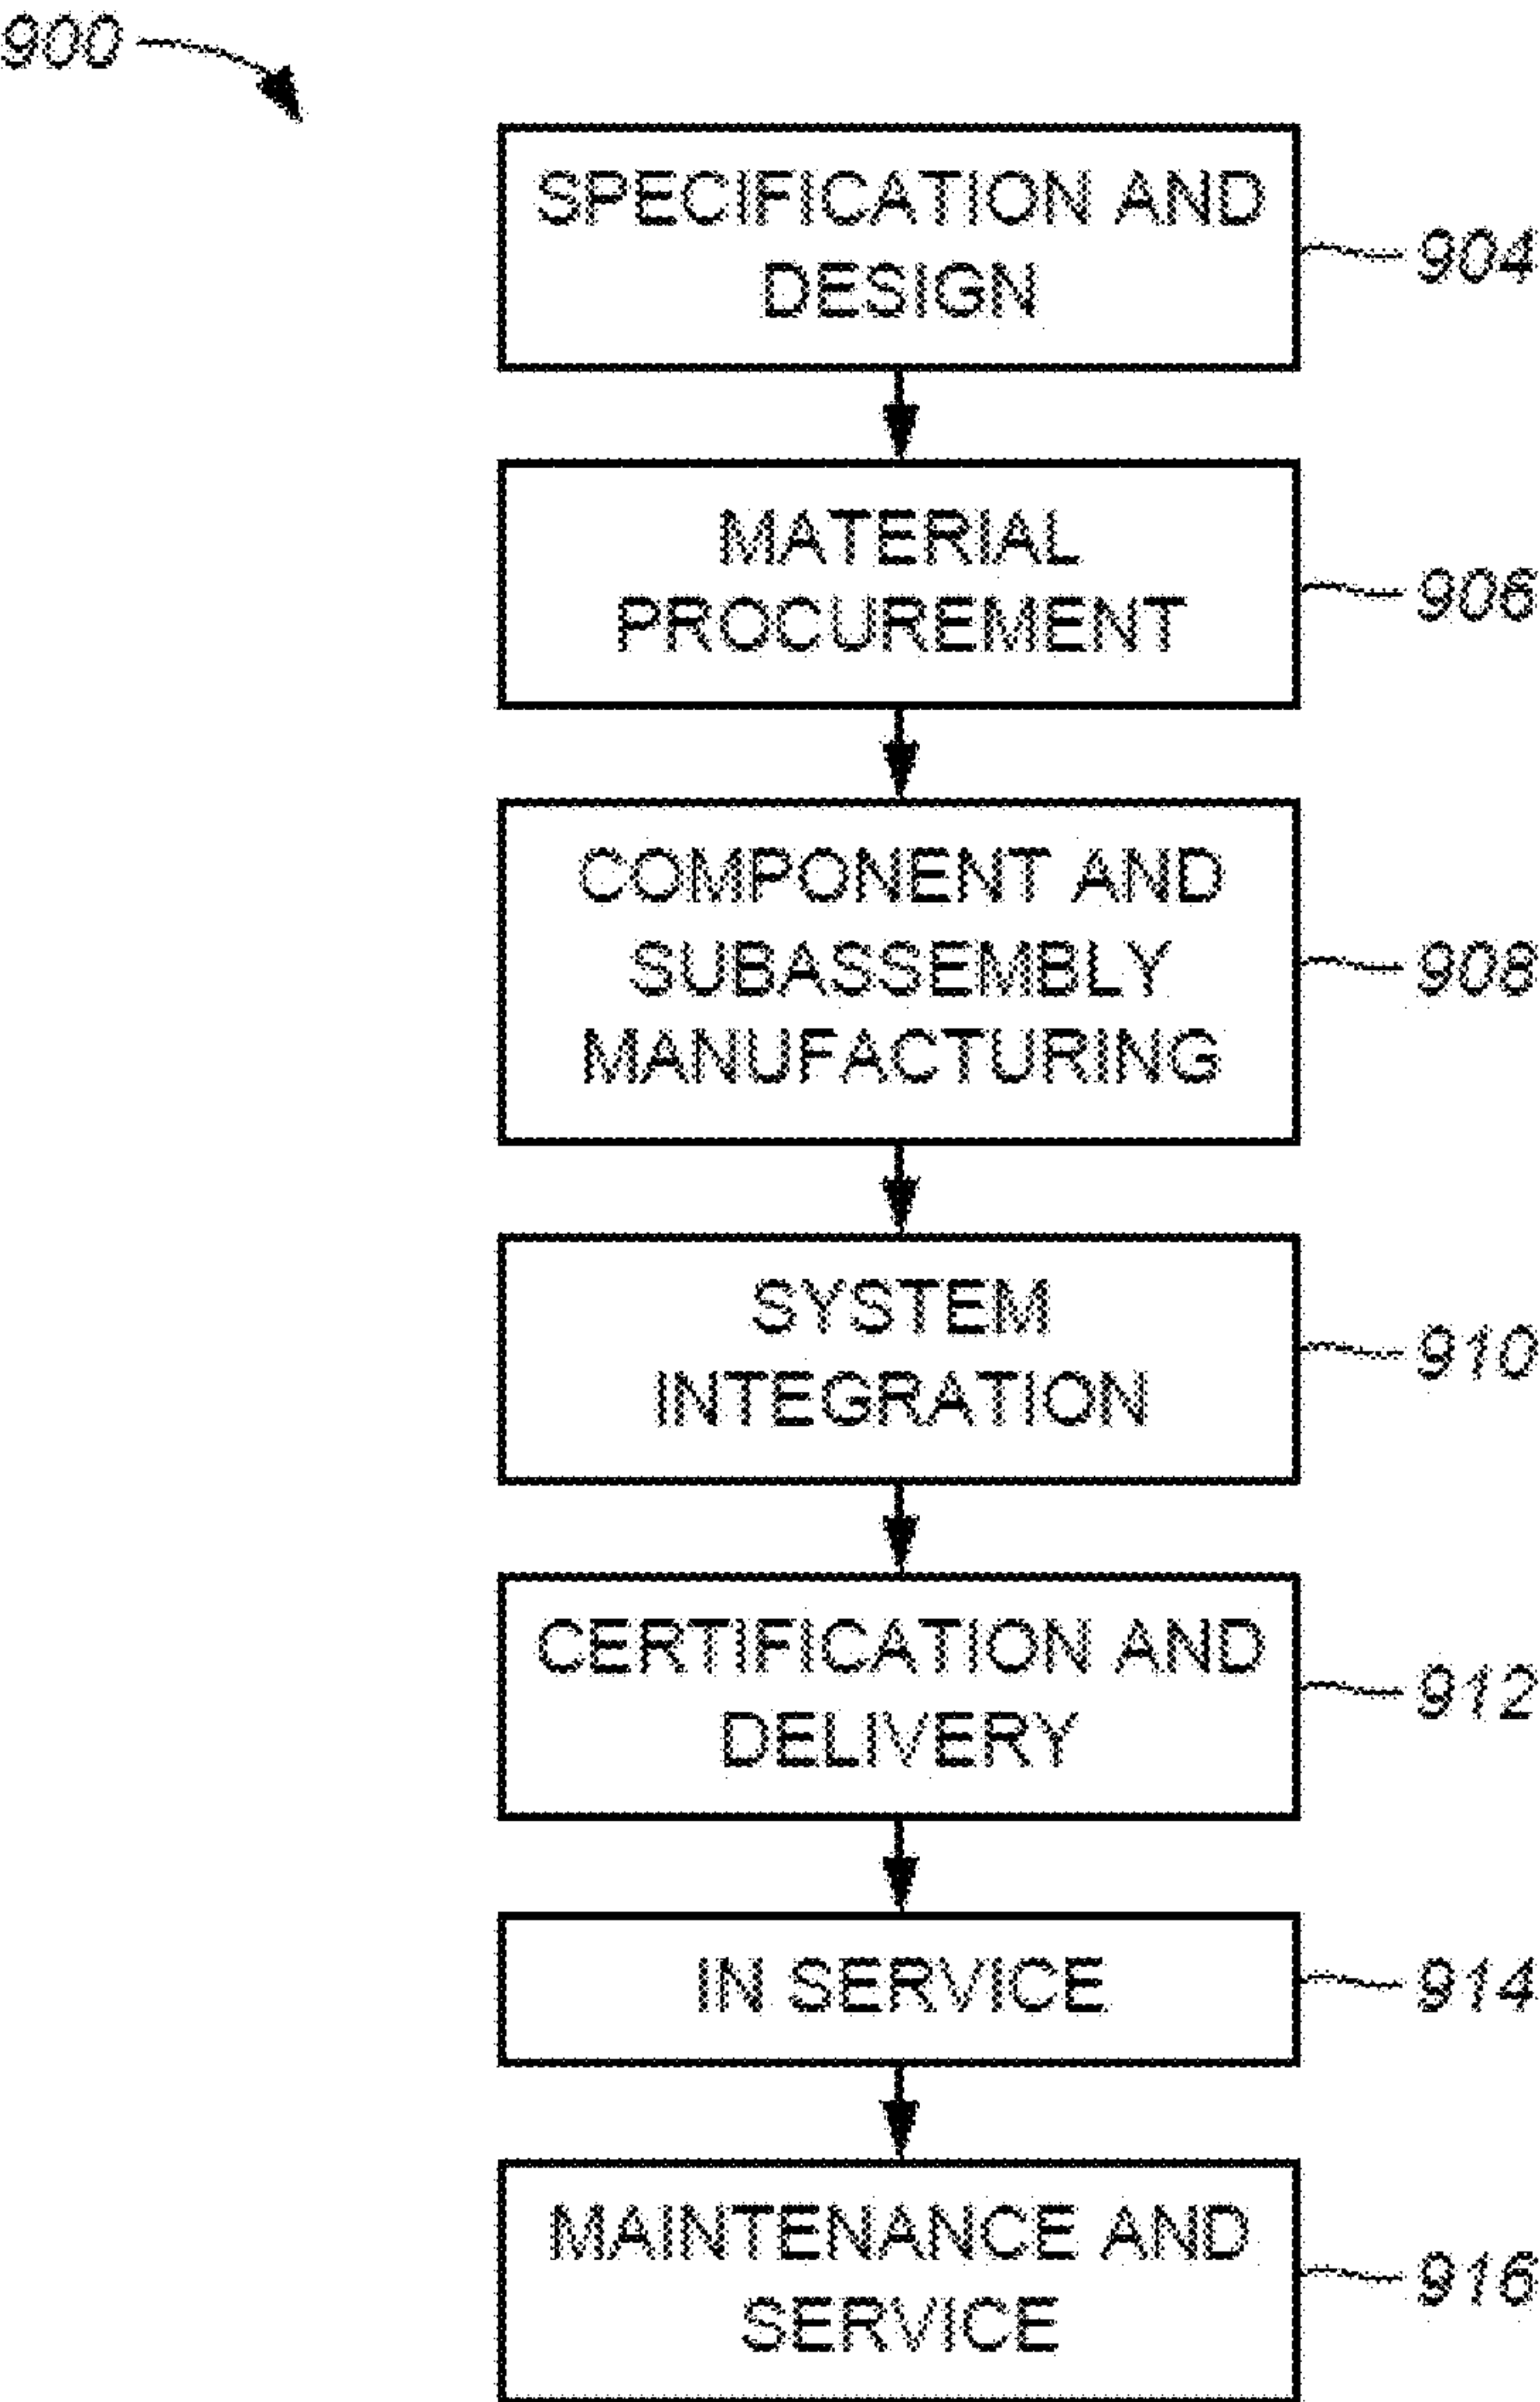 900
SPECIFICATION AND
DESIGN
904
MATERIAL
PROCUREMENT
906
COMPONENT AND
SUBASSEMBLY
MANUFACTURING
908
SYSTEM
INTEGRATION
910
CERTIFICATION AND
DELIVERY
912
IN SERVICE
914
MAINTENANCE AND
SERVICE
916